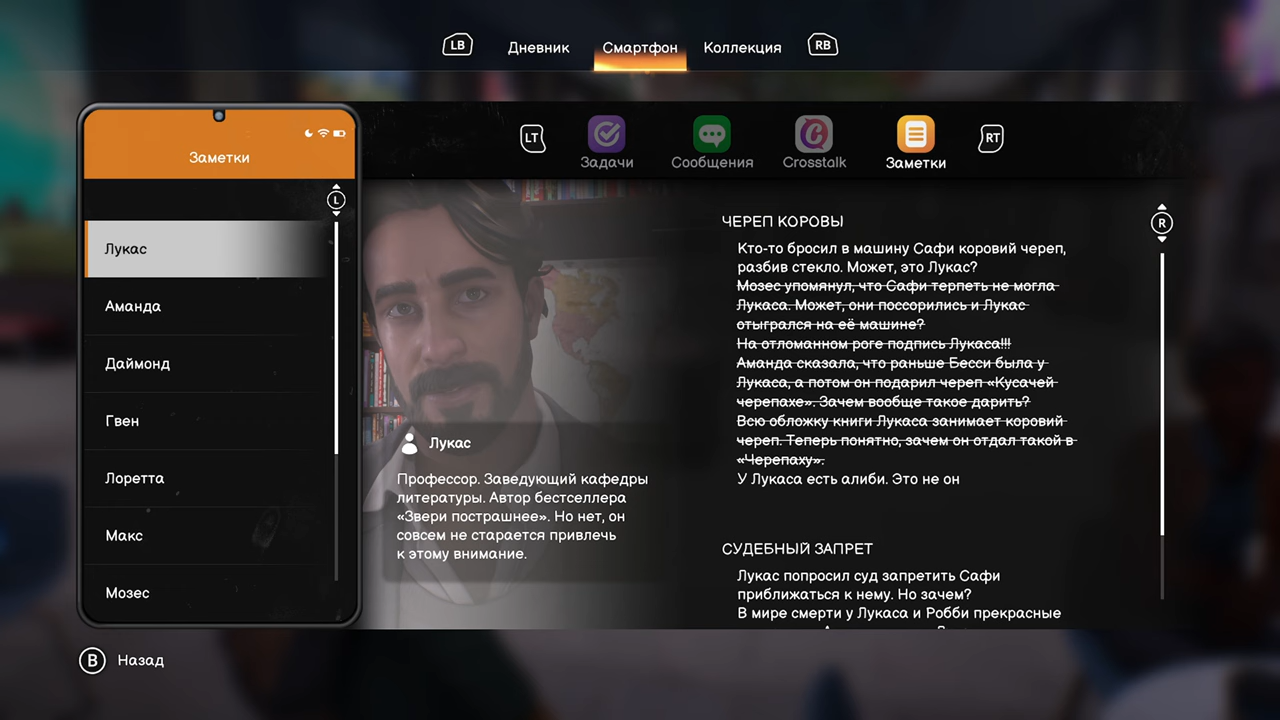 LB
Дневник
Смартфон
Коллекция
RB
Заметки
L
Лукас
Аманда
Даймонд
Гвен
Лоретта
Макс
Мозес
LT
Задачи
Сообщения
Crosstalk
Заметки
RT
Лукас
Профессор. Заведующий кафедры
литературы. Автор бестселлера
«Звери пострашнее». Но нет, он
совсем не старается привлечь
к этому внимание.
R
ЧЕРЕП КОРОВЫ
Кто-то бросил в машину Сафи коровий череп,
разбив стекло. Может, это Лукас?
Мозес упомянул, что Сафи терпеть не могла
Лукаса. Может, они поссорились и Лукас
отыгрался на её машине?
На отломанном роге подпись Лукаса!!!
Аманда сказала, что раньше Бесси была у
Лукаса, а потом он подарил череп «Кусачей
черепахе». Зачем вообще такое дарить?
Всю обложку книги Лукаса занимает коровий
череп. Теперь понятно, зачем он отдал такой в
«Черепаху».
У Лукаса есть алиби. Это не он
СУДЕБНЫЙ ЗАПРЕТ
Лукас попросил суд запретить Сафи
приближаться к нему. Но зачем?
В мире смерти у Лукаса и Робби прекрасные
B
Назад